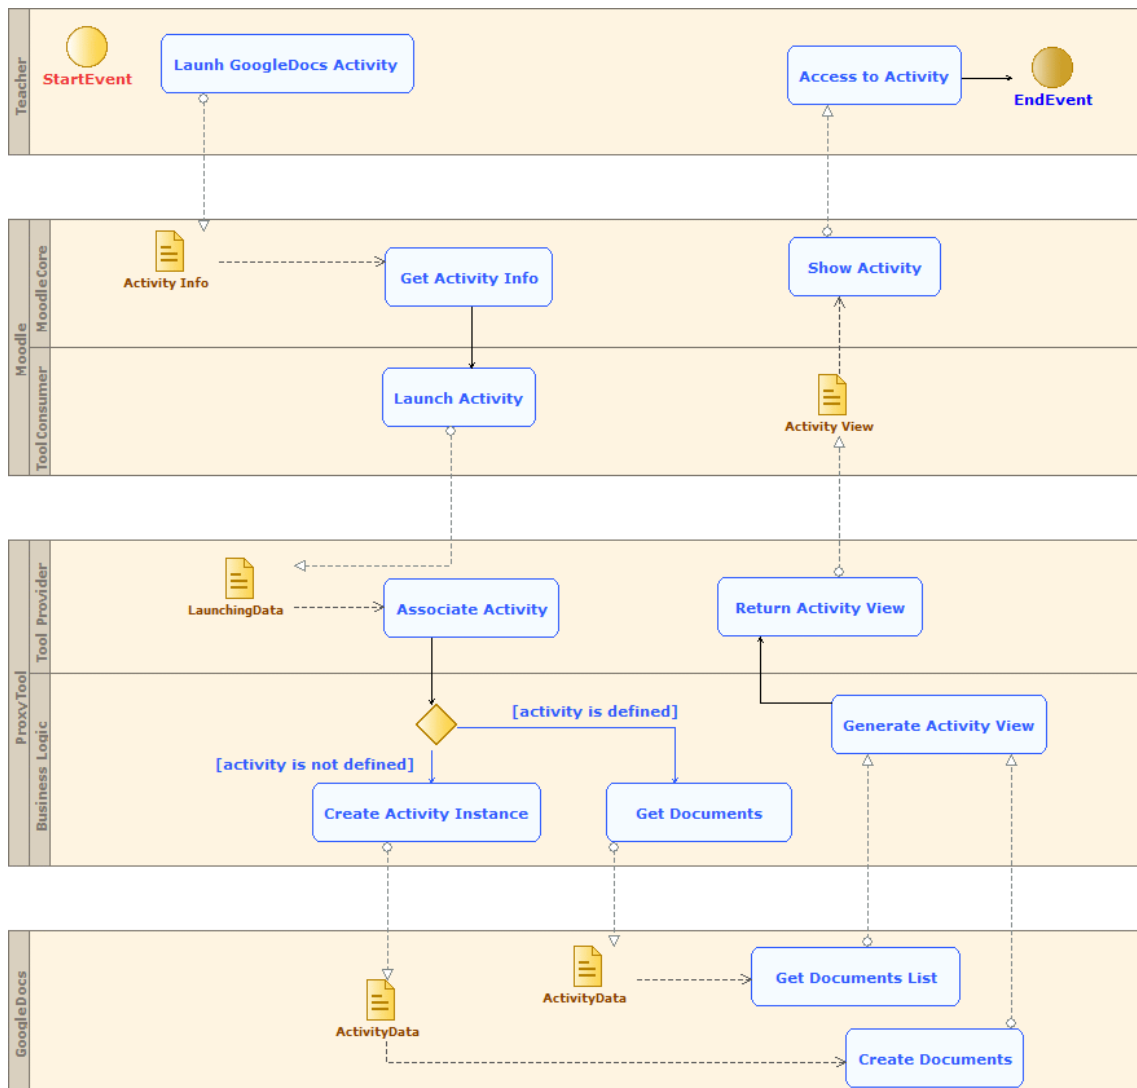 Teacher
StartEvent
Launh GoogleDocs Activity
Access to Activity
EndEvent
Moodle
MoodleCore
Activity Info
Get Activity Info
Show Activity
ToolConsumer
Launch Activity
Activity View
ProxyTool
Tool Provider
LaunchingData
Associate Activity
Return Activity View
Business Logic
[activity is defined]
Generate Activity View
[activity is not defined]
Create Activity Instance
Get Documents
GoogleDocs
ActivityData
Get Documents List
ActivityData
Create Documents